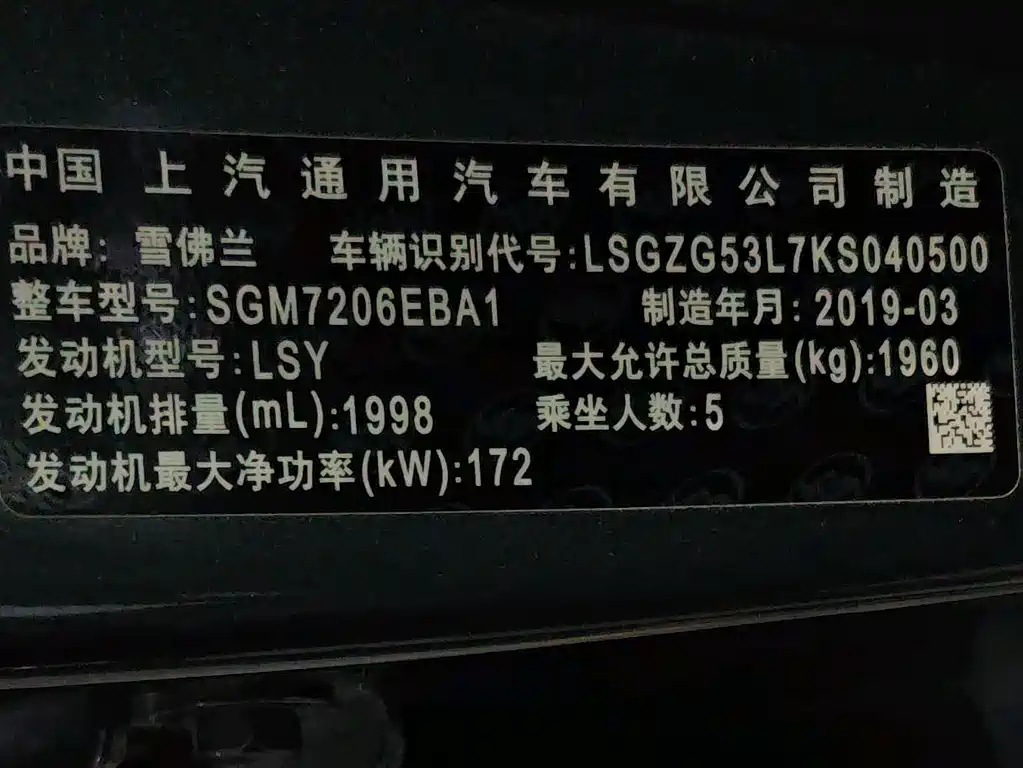 中国 上汽通用汽车有限公司制造
品牌: 雪佛兰 车辆识别代号:LSGZG53L7KS040500
整车型号:SGM7206EBA1 制造年月: 2019-03
发动机型号:LSY 最大允许总质量(kg):1960
发动机排量(mL):1998 乘坐人数:5
发动机最大净功率(kW):172